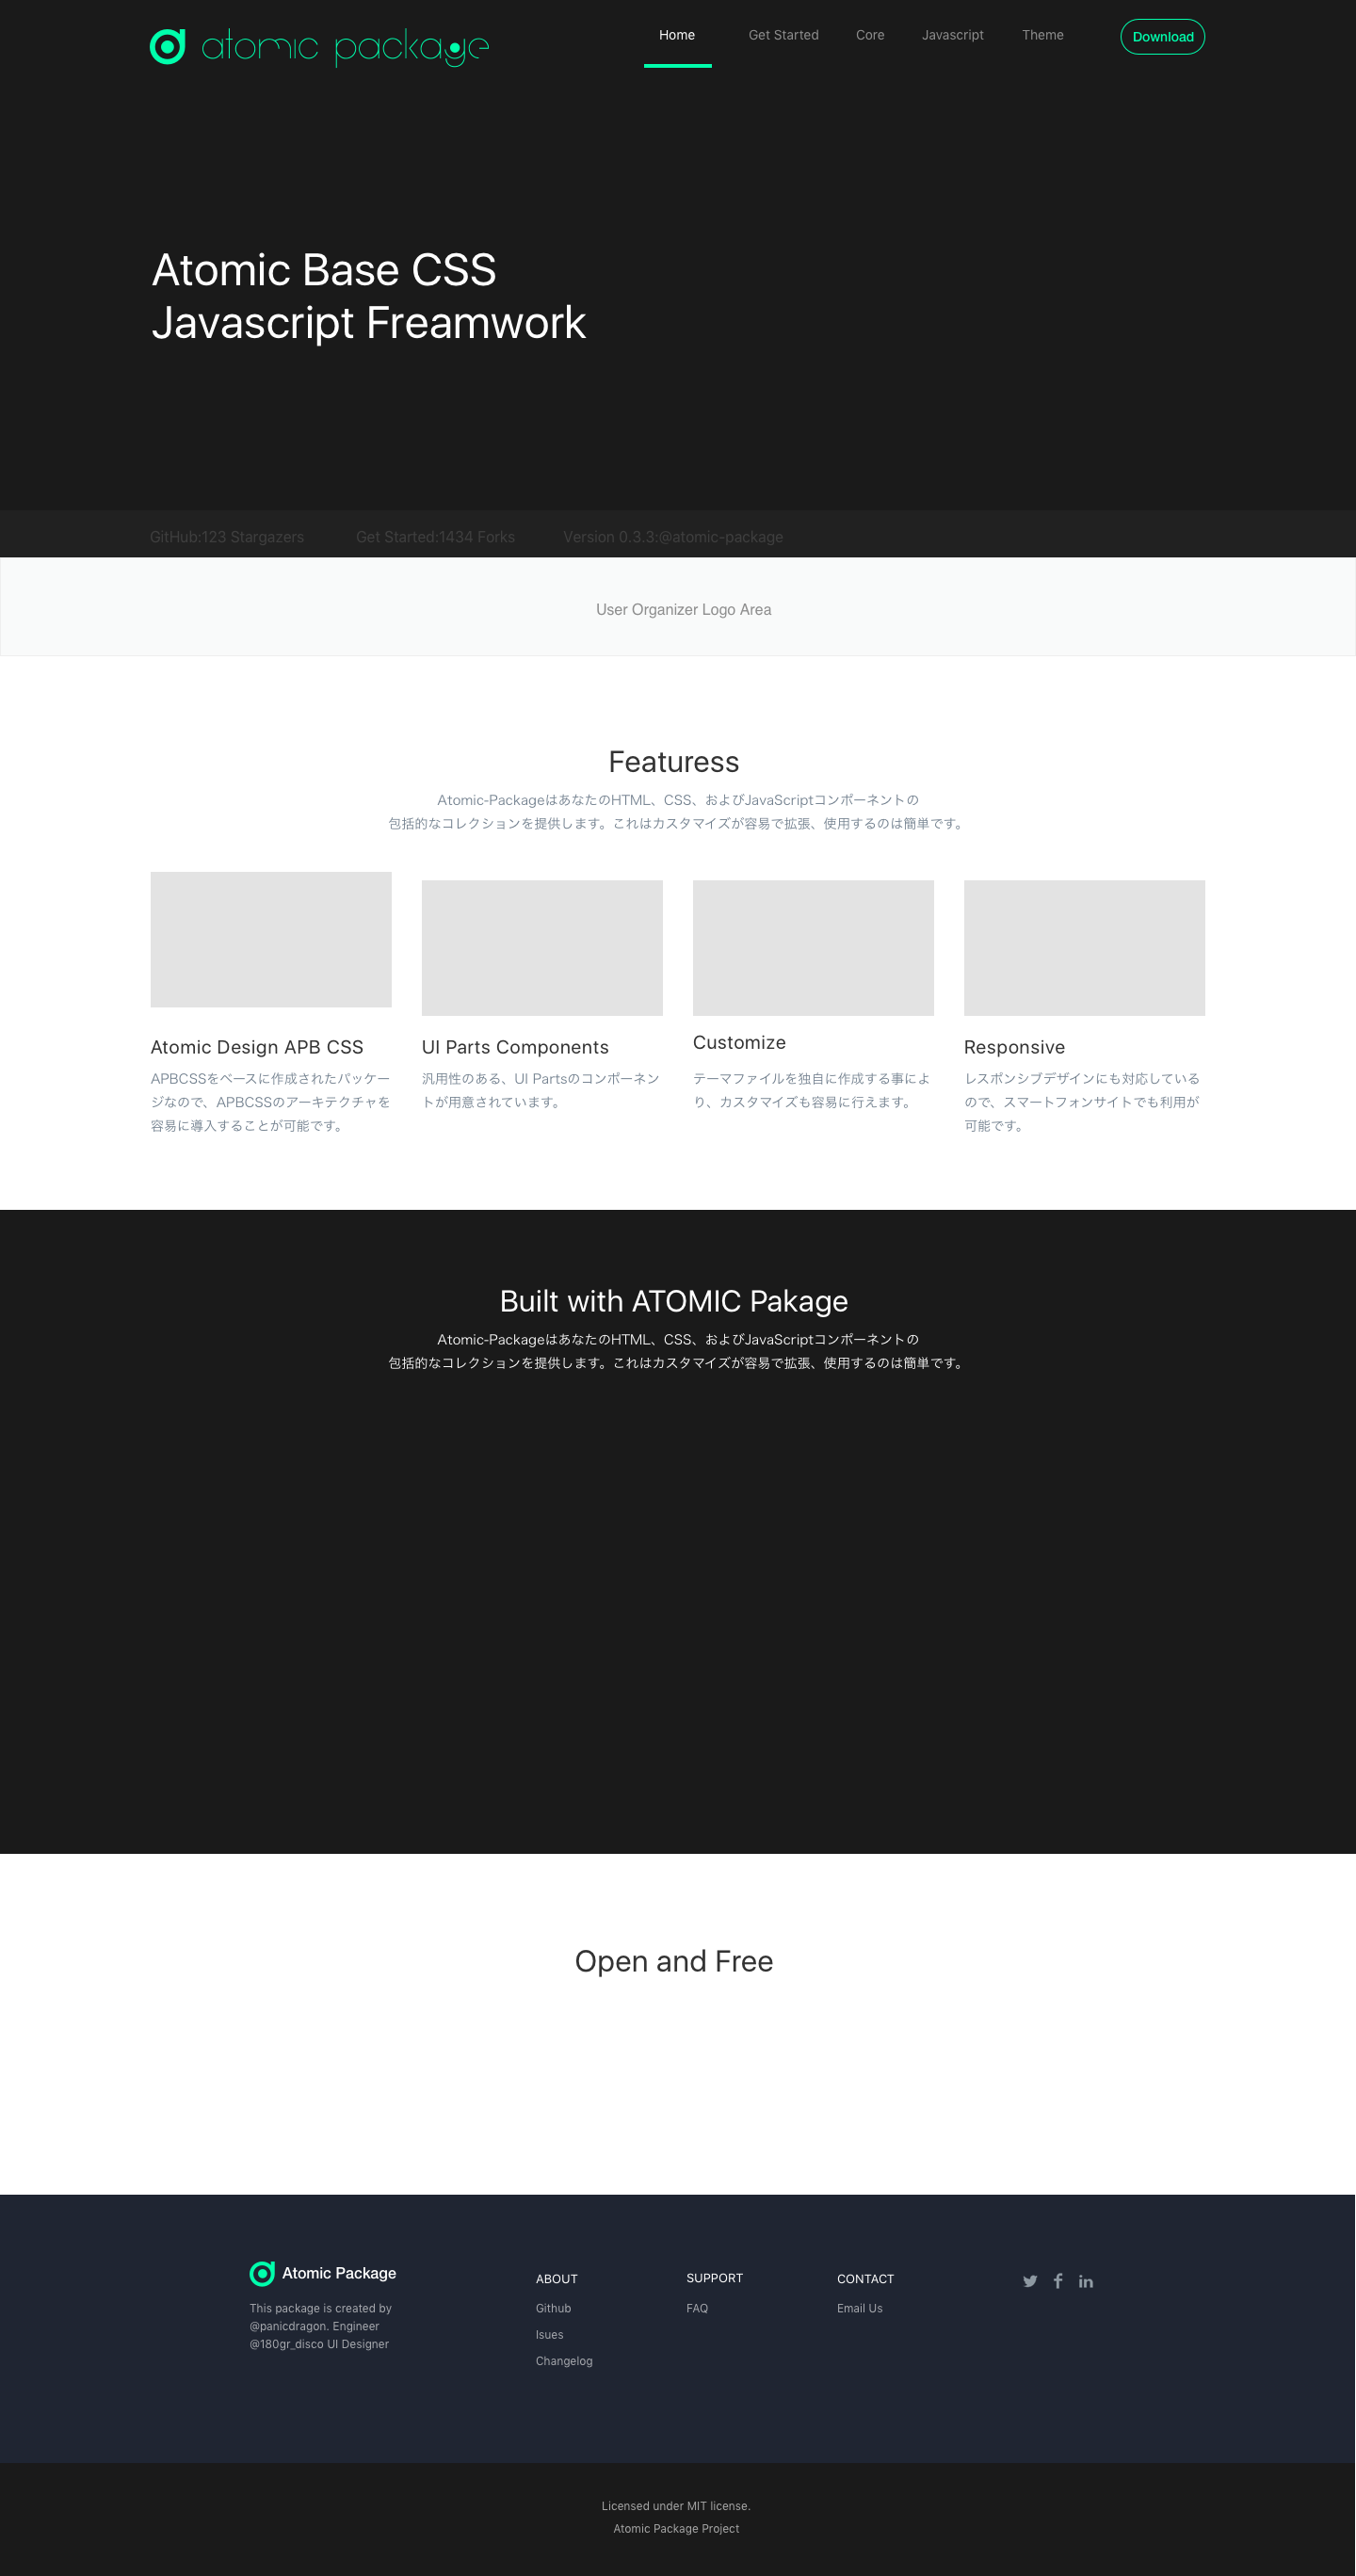 atomic package
Home Get Started Core Javascript Theme Download
Atomic Base CSS
Javascript Freamwork
GitHub:123 Stargazers Get Started:1434 Forks Version 0.3.3:@atomic-package
User Organizer Logo Area
Featuress
Atomic-PackageはあなたのHTML、CSS、およびJavaScriptコンポーネントの
包括的なコレクションを提供します。これはカスタマイズが容易で拡張、使用するのは簡単です。
Atomic Design APB CSS
APBCSSをベースに作成されたパッケー
ジなので、APBCSSのアーキテクチャを
容易に導入することが可能です。
UI Parts Components
汎用性のある、UI Partsのコンポーネン
トが用意されています。
Customize
テーマファイルを独自に作成する事によ
り、カスタマイズも容易に行えます。
Responsive
レスポンシブデザインにも対応している
ので、スマートフォンサイトでも利用が
可能です。
Built with ATOMIC Pakage
Atomic-PackageはあなたのHTML、CSS、およびJavaScriptコンポーネントの
包括的なコレクションを提供します。これはカスタマイズが容易で拡張、使用するのは簡単です。
Open and Free
Atomic Package
This package is created by
@panicdragon. Engineer
@180gr_disco UI Designer
ABOUT
Github
Isues
Changelog
SUPPORT
FAQ
CONTACT
Email Us
Licensed under MIT license.
Atomic Package Project